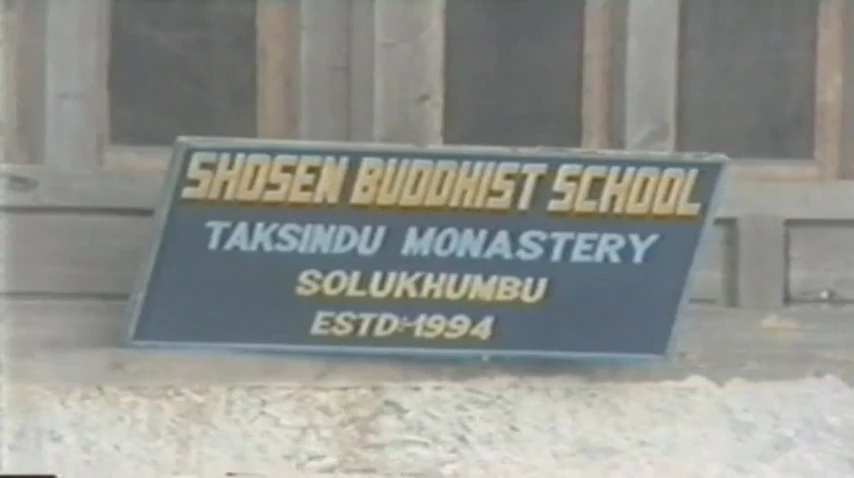 SHOSEN BUDDHIST SCHOOL
TAKSINDU MONASTERY
SOLUKHUMBU
ESTD:-1994